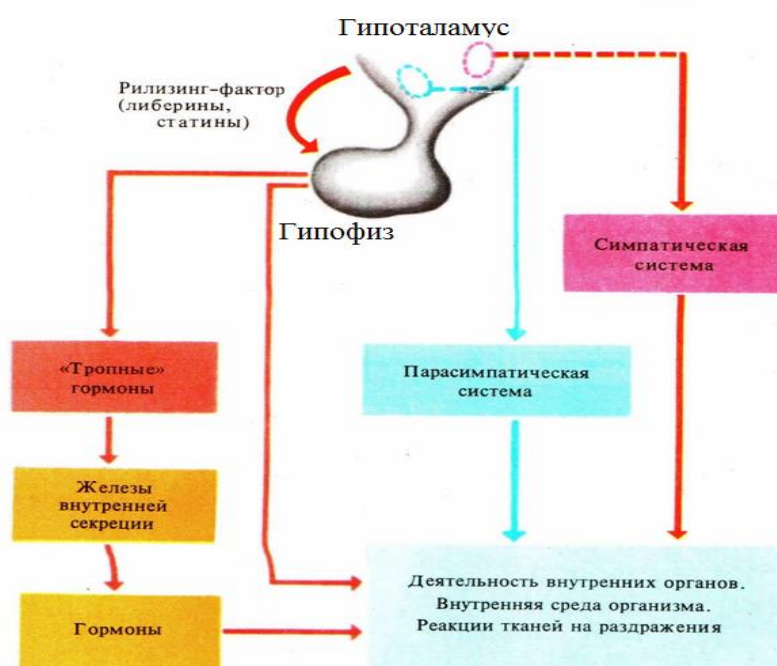 Гипоталамус
Рилизинг-фактор
(либерины,
статины)
Гипофиз
Симпатическая
система
«Тропные»
гормоны
Парасимпатическая
система
Железы
внутренней
секреции
Гормоны
Деятельность внутренних органов.
Внутренняя среда организма.
Реакции тканей на раздражения